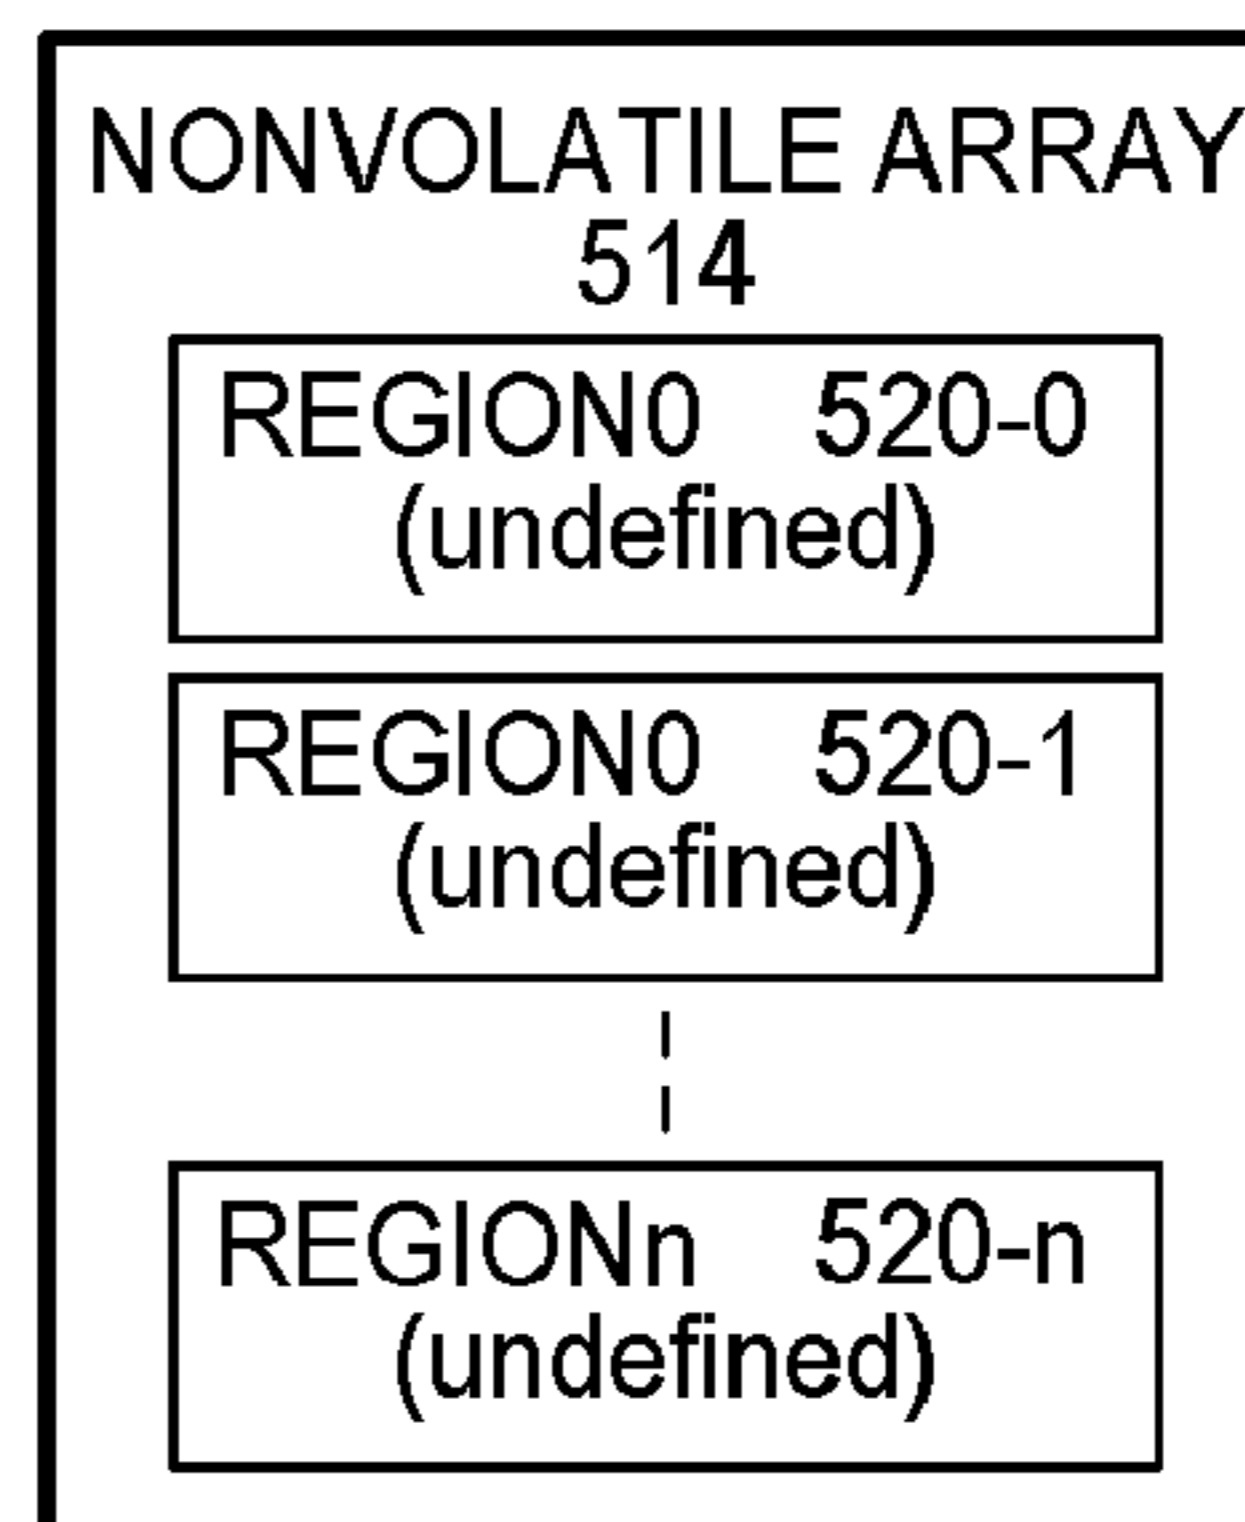 NONVOLATILE ARRAY
514
REGION0 520-0
(undefined)
REGION0 520-1
(undefined)
REGIONn 520-n
(undefined)